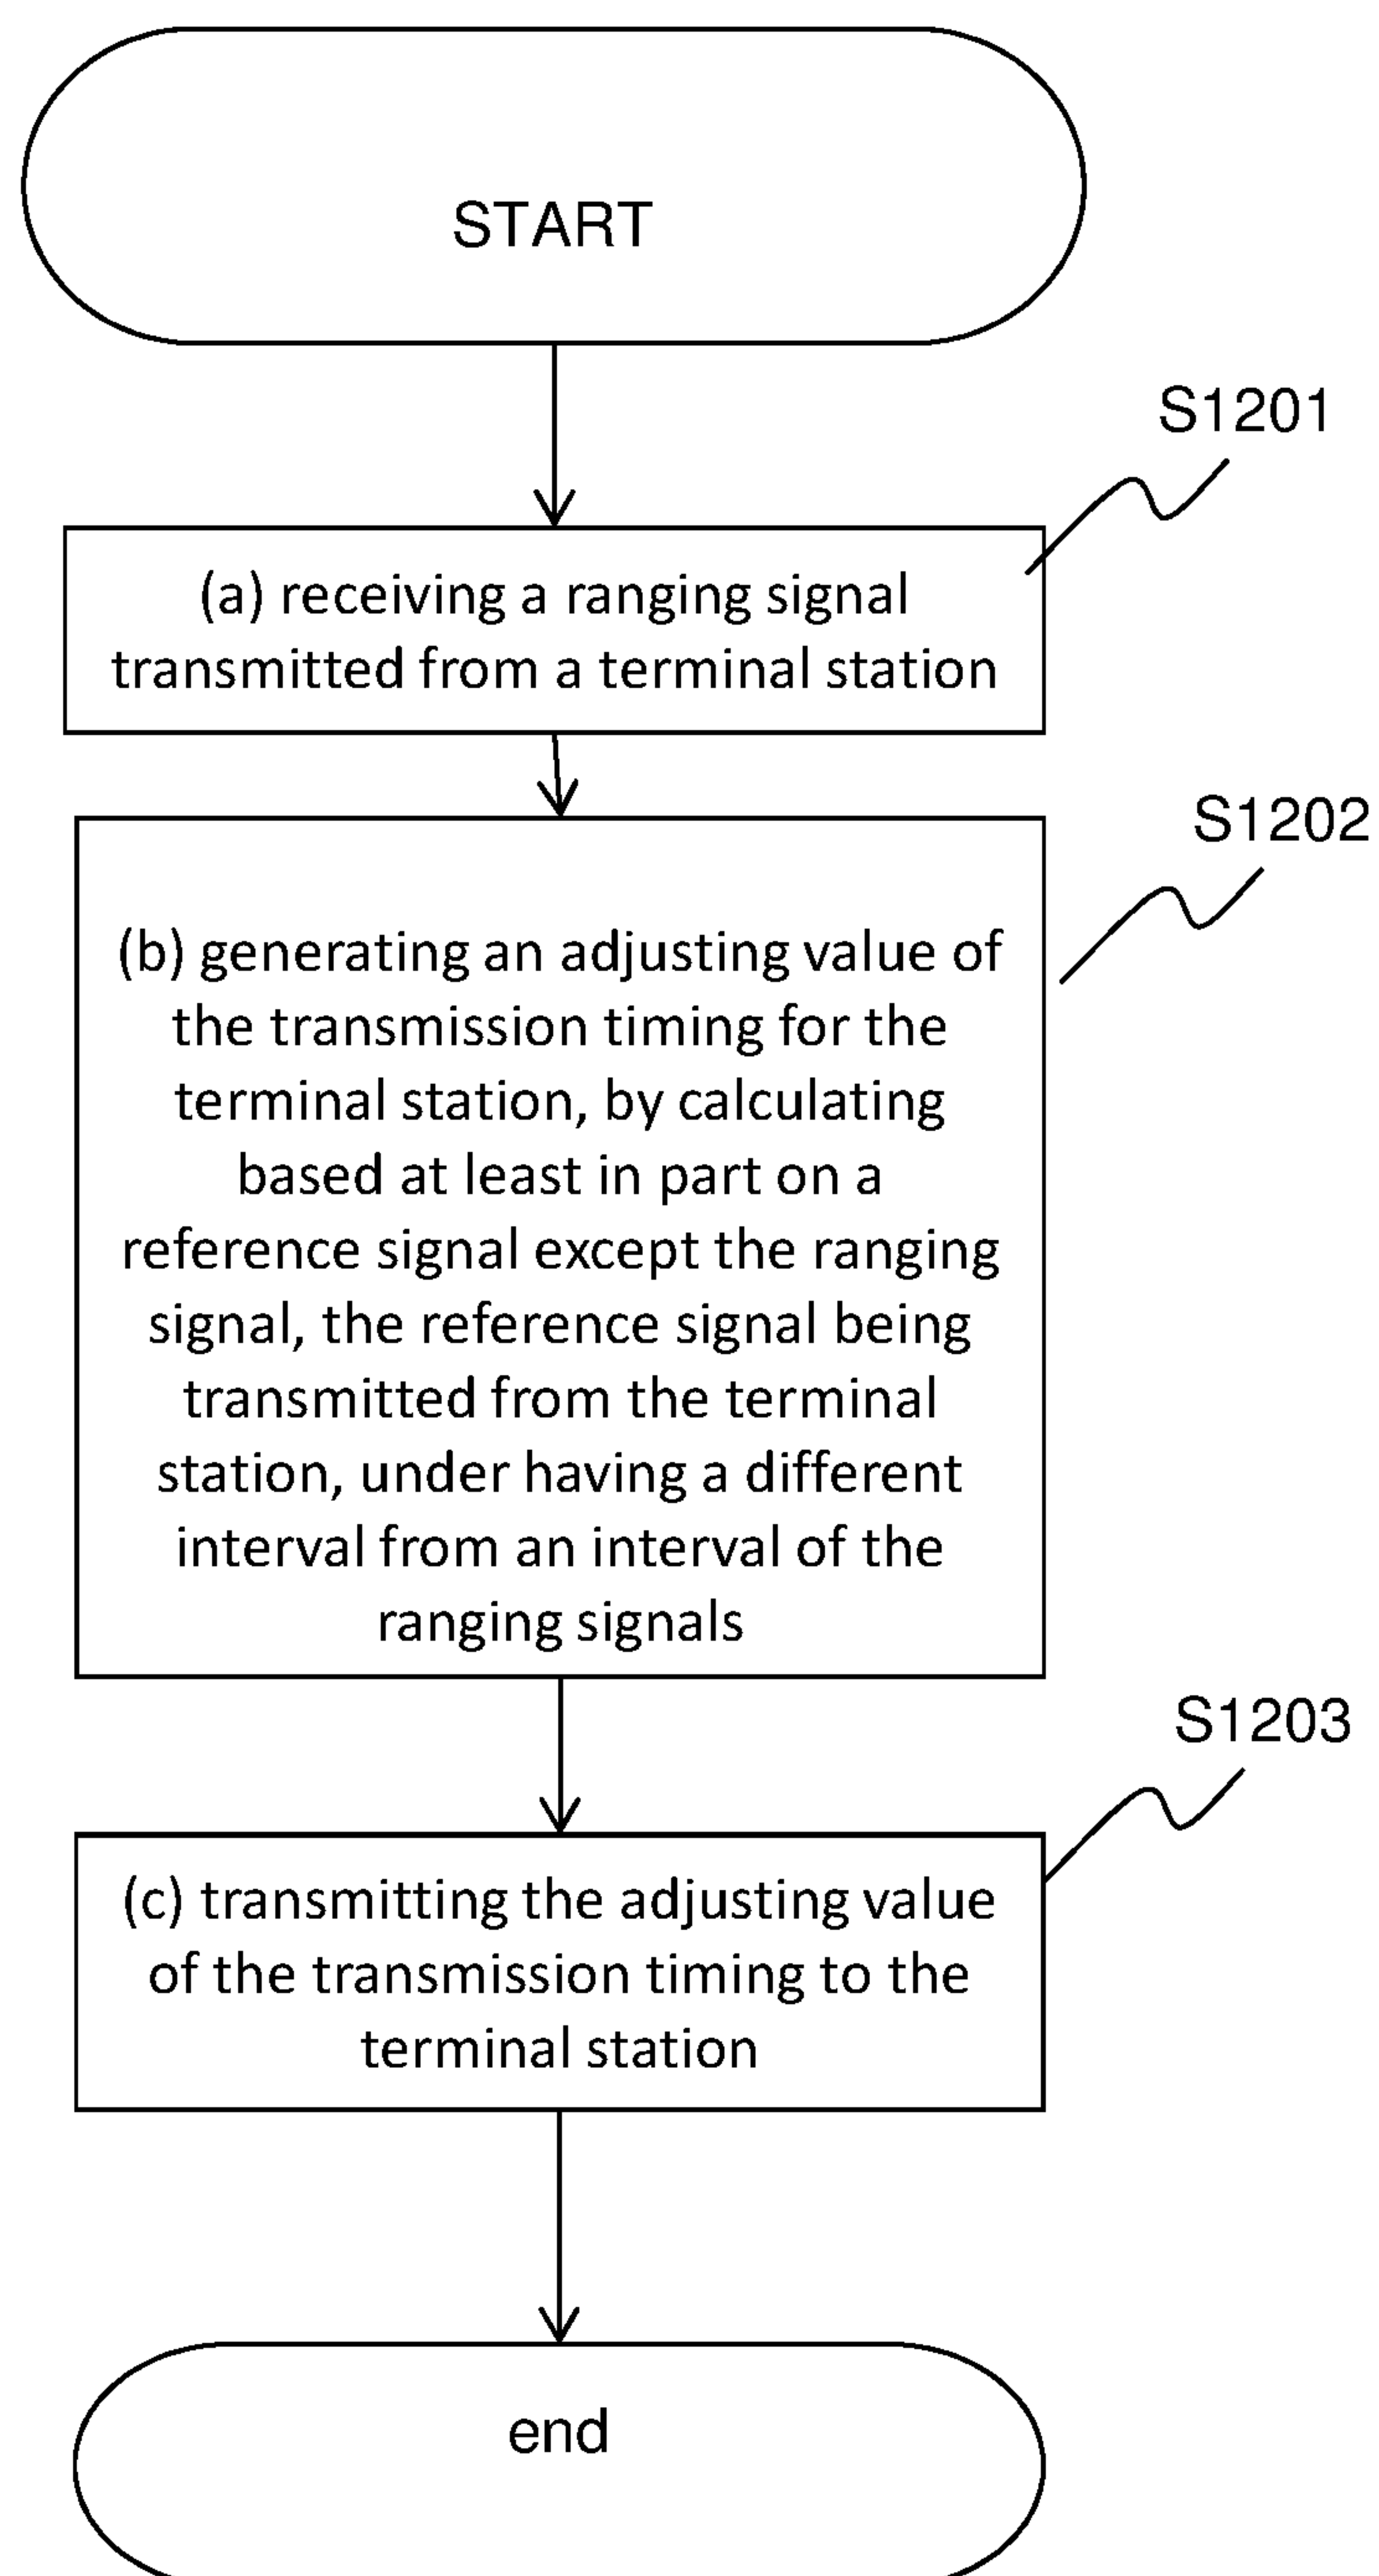 START
S1201
(a) receiving a ranging signal
transmitted from a terminal station
S1202
(b) generating an adjusting value of
the transmission timing for the
terminal station, by calculating
based at least in part on a
reference signal except the ranging
signal, the reference signal being
transmitted from the terminal
station, under having a different
interval from an interval of the
ranging signals
S1203
(c) transmitting the adjusting value
of the transmission timing to the
terminal station
end